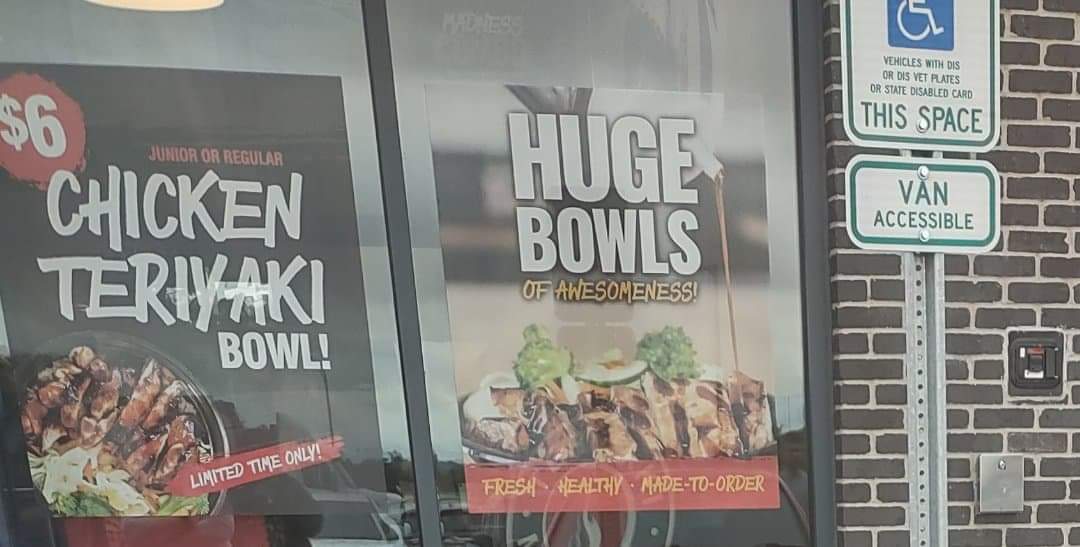 $6
JUNIOR OR REGULAR
CHICKEN
TERIYAKI
BOWL!
LIMITED TIME ONLY!
MADNESS
HUGE
BOWLS
OF AWESOMENESS!
FRESH · HEALTHY · MADE-TO-ORDER
VEHICLES WITH DIS
OR DIS VET PLATES
OR STATE DISABLED CARD
THIS SPACE
VAN
ACCESSIBLE